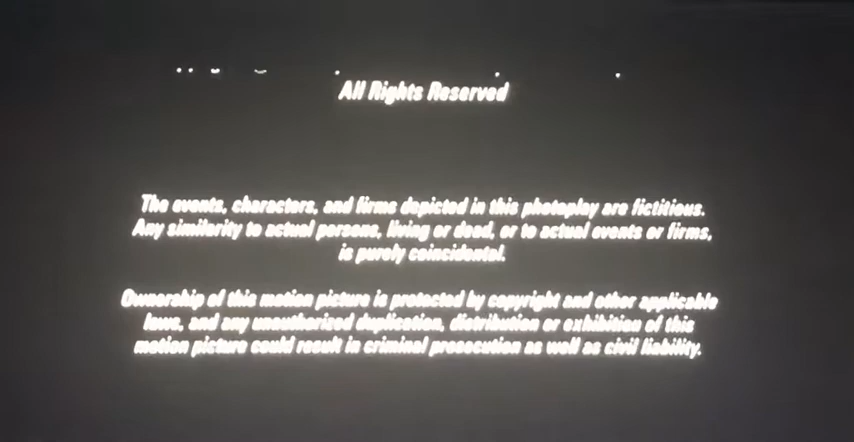 All Rights Reserved
The events, characters, and firms depicted in this photoplay are fictitious.
Any similarity to actual persons, living or dead, or to actual events or firms,
is purely coincidental.
Ownership of this motion picture is protected by copyright and other applicable
laws, and any unauthorized duplication, distribution or exhibition of this
motion picture could result in criminal prosecution as well as civil liability.